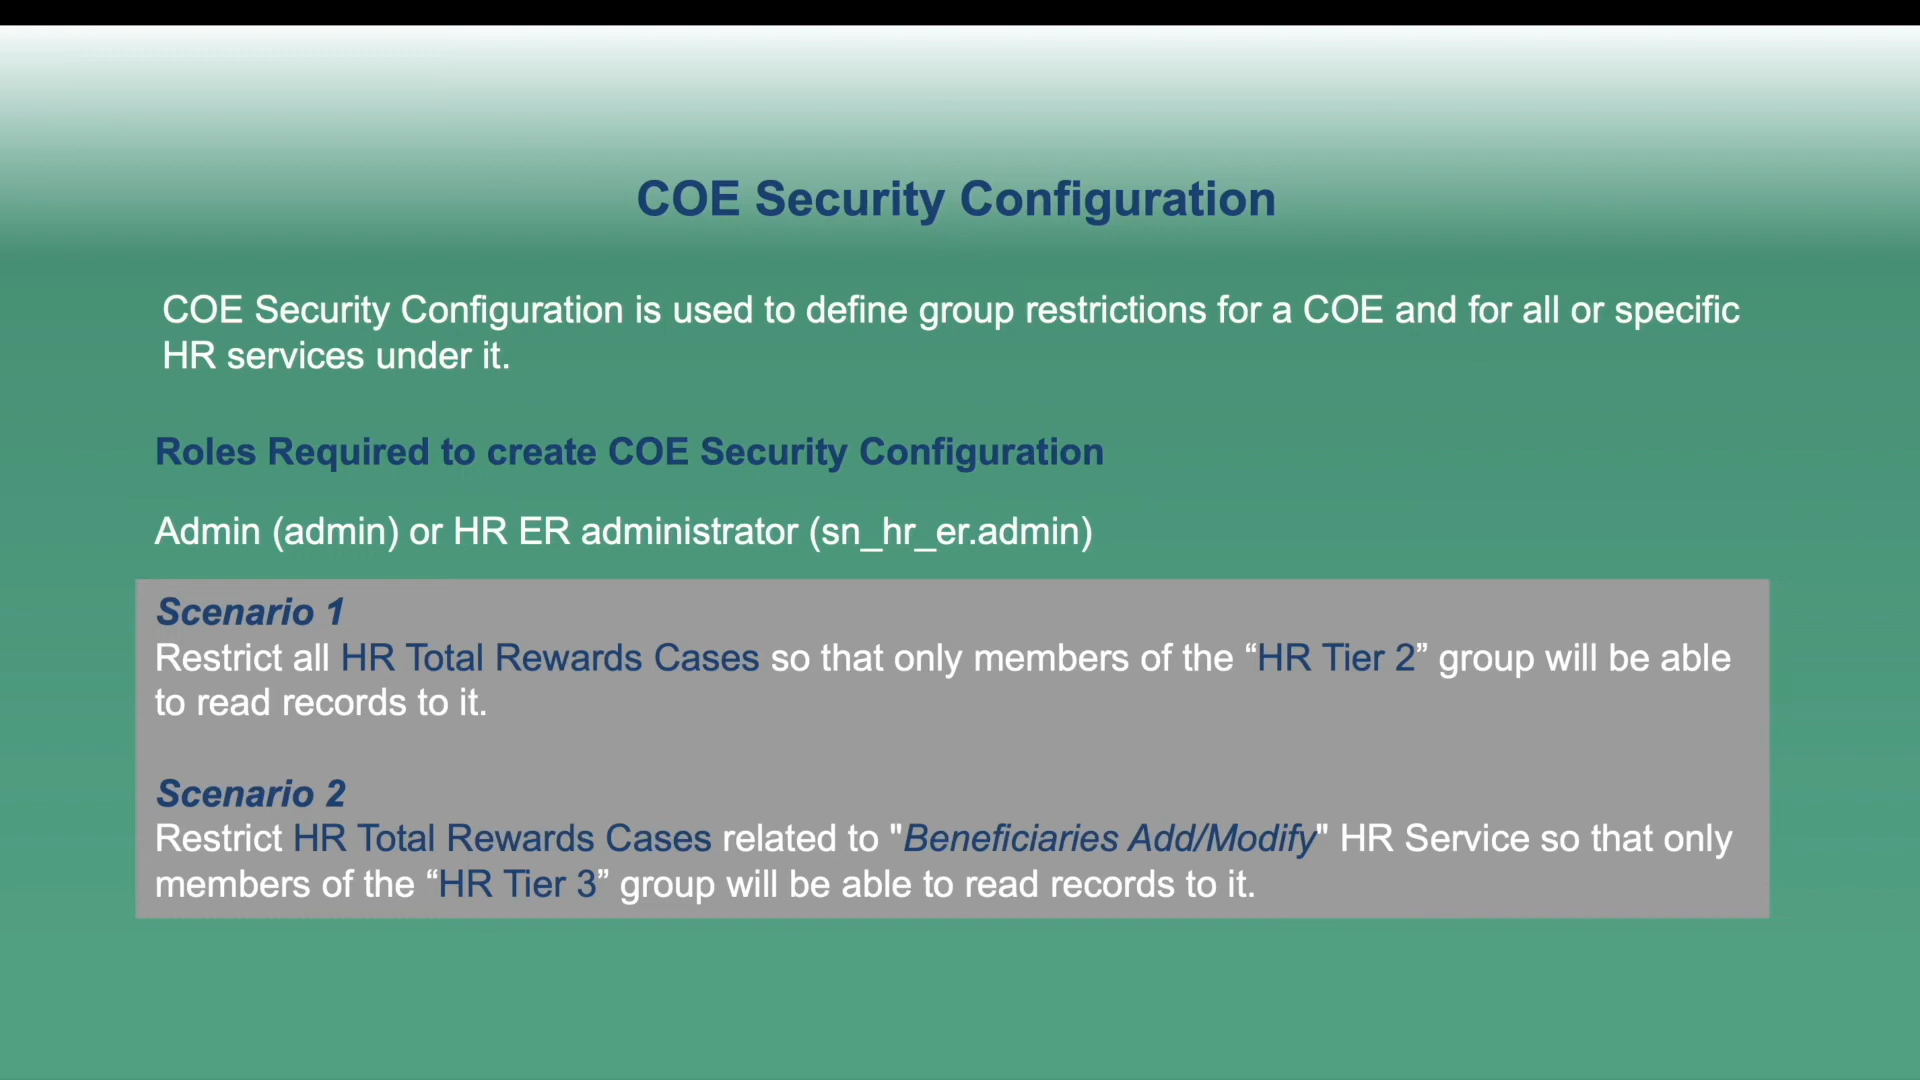 COE Security Configuration
COE Security Configuration is used to define group restrictions for a COE and for all or specific
HR services under it.
Roles Required to create COE Security Configuration
Admin (admin) or HR ER administrator (sn_hr_er.admin)
Scenario 1
Restrict all HR Total Rewards Cases so that only members of the “HR Tier 2” group will be able
to read records to it.
Scenario 2
Restrict HR Total Rewards Cases related to "Beneficiaries Add/Modify" HR Service so that only
members of the “HR Tier 3” group will be able to read records to it.